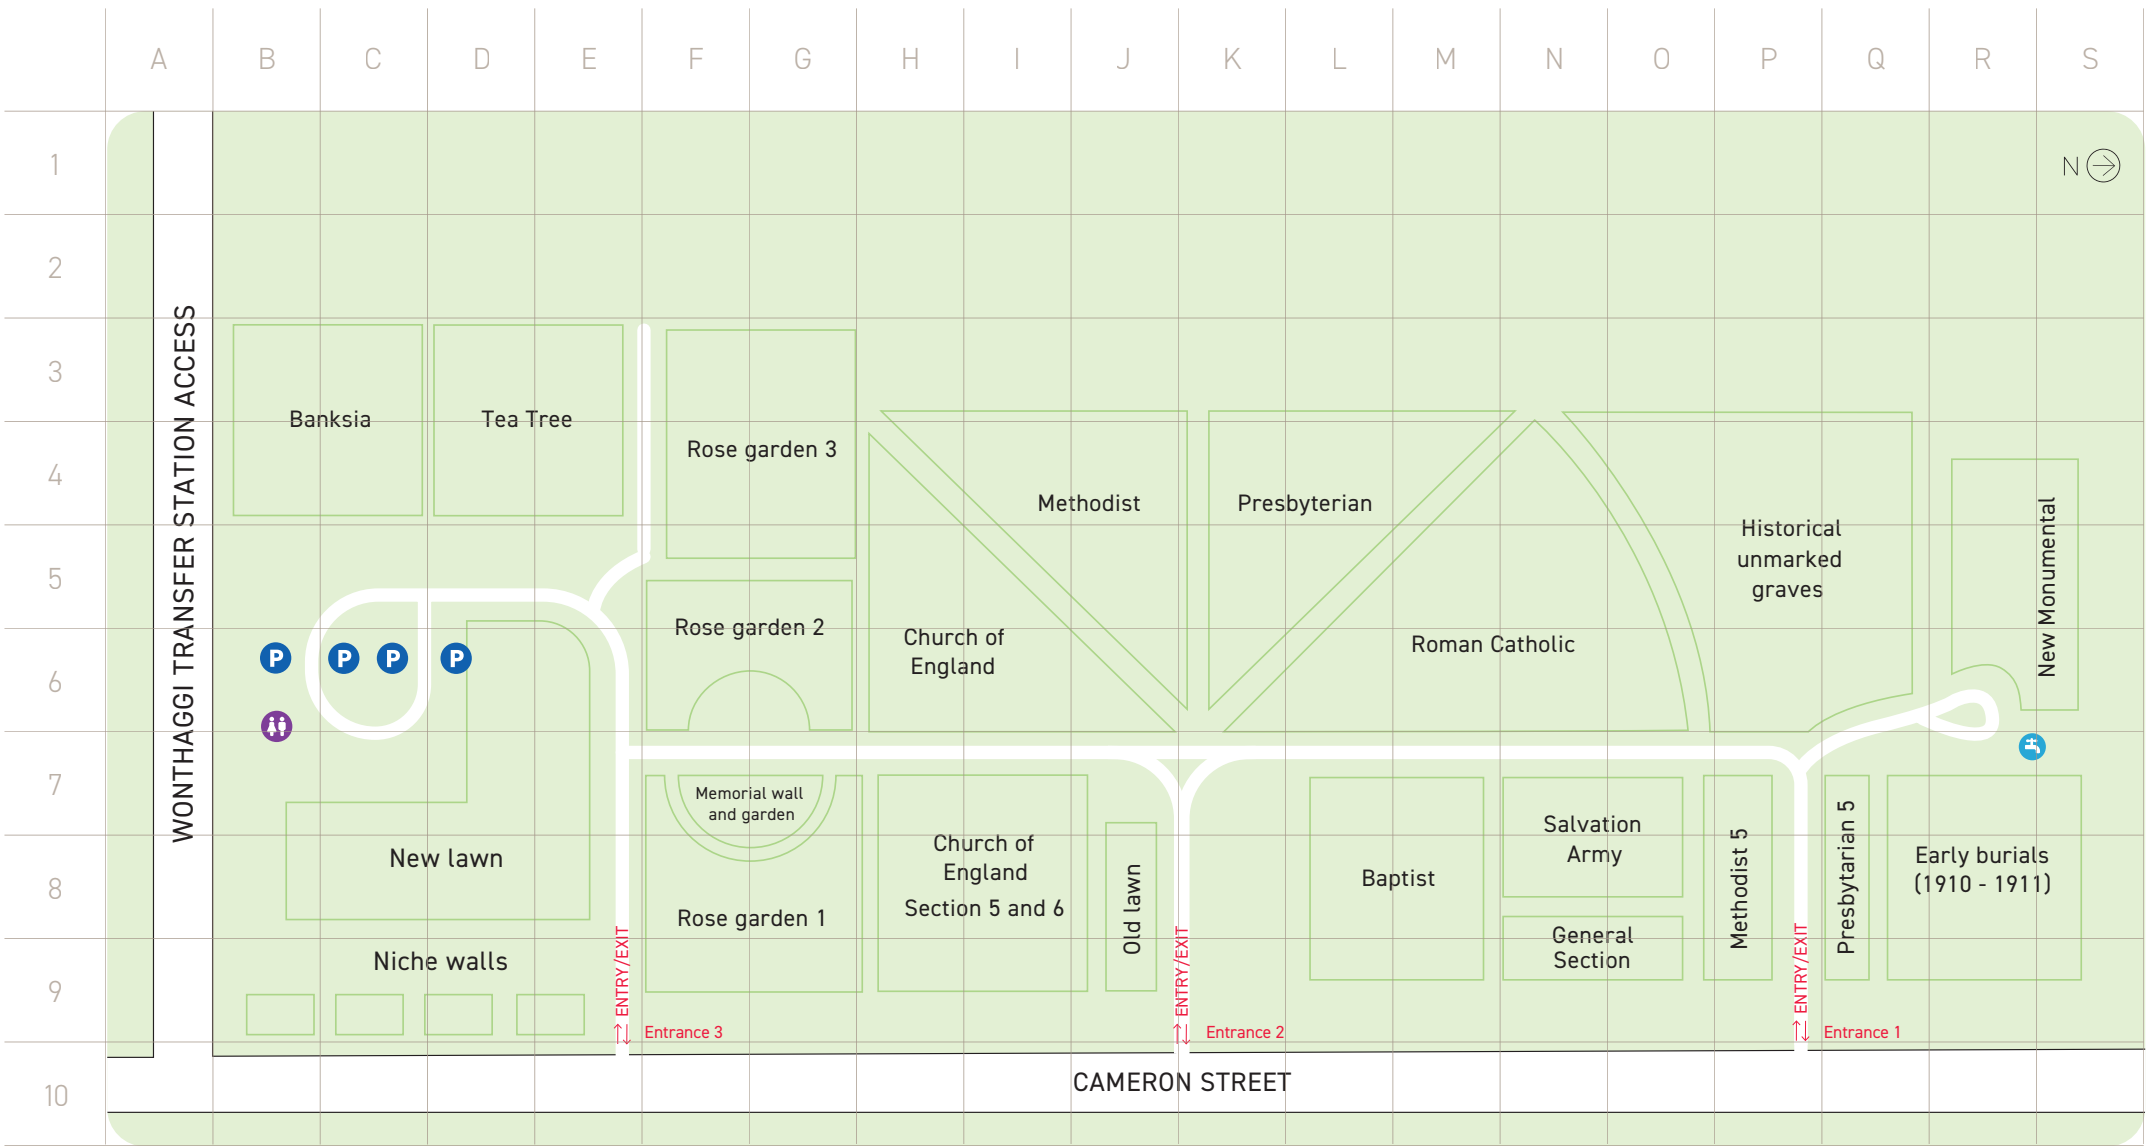 A B C D E F G H I J K L M N O P Q R S
1
N
2
3
4
5
6
7
8
9
10
WONTHAGGI TRANSFER STATION ACCESS
Banksia
Tea Tree
Rose garden 3
Methodist
Presbyterian
Historical
unmarked
graves
New Monumental
Rose garden 2
Church of
England
Roman Catholic
P
P
P
P
Memorial wall
and garden
New lawn
Rose garden 1
Church of
England
Section 5 and 6
Old lawn
Baptist
Salvation
Army
General
Section
Methodist 5
Presbytarian 5
Early burials
(1910 - 1911)
Niche walls
ENTRY/EXIT
Entrance 3
ENTRY/EXIT
Entrance 2
ENTRY/EXIT
Entrance 1
CAMERON STREET